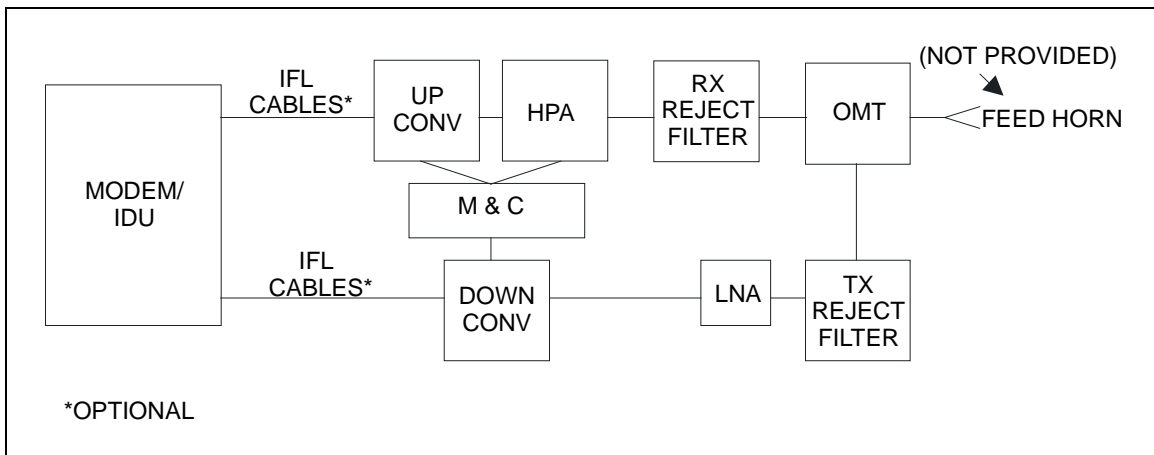 (NOT PROVIDED)
IFL
CABLES*
UP
CONV
HPA
RX
REJECT
FILTER
OMT
FEED HORN
MODEM/
IDU
M & C
IFL
CABLES*
DOWN
CONV
LNA
TX
REJECT
FILTER
*OPTIONAL